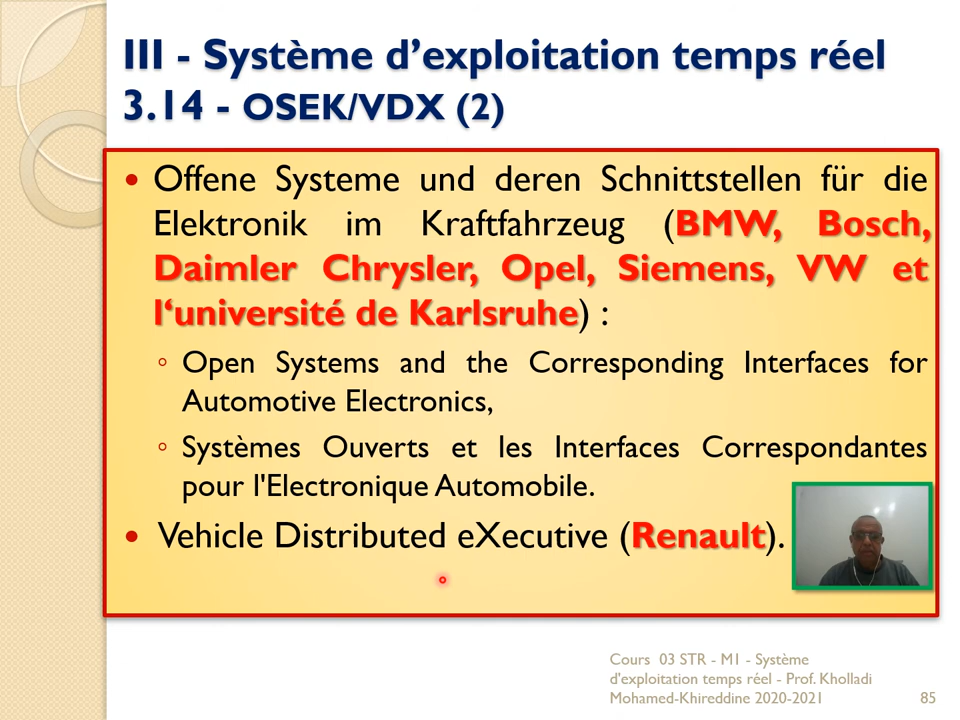 III - Système d’exploitation temps réel
3.14 - OSEK/VDX (2)
• Offene Systeme und deren Schnittstellen für die
Elektronik im Kraftfahrzeug (BMW, Bosch,
Daimler Chrysler, Opel, Siemens, VW et
l‘université de Karlsruhe) :
◦ Open Systems and the Corresponding Interfaces for
Automotive Electronics,
◦ Systèmes Ouverts et les Interfaces Correspondantes
pour l'Electronique Automobile.
• Vehicle Distributed eXecutive (Renault).
Cours 03 STR - M1 - Système
d'exploitation temps réel - Prof. Kholladi
Mohamed-Khireddine 2020-2021 85